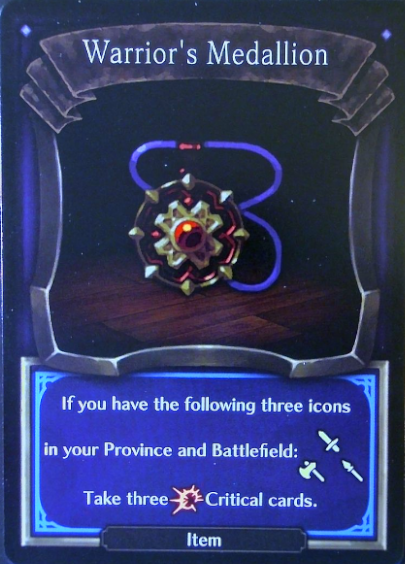 Warrior's Medallion
If you have the following three icons
in your Province and Battlefield:
Take three Critical cards.
Item